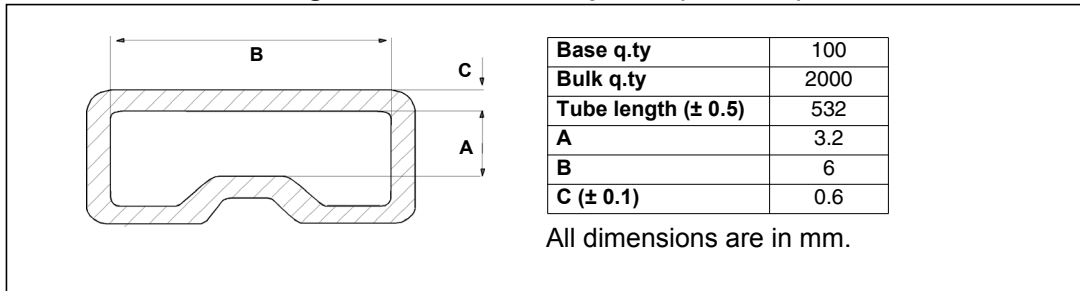 B
C
A
Base q.ty 100
Bulk q.ty 2000
Tube length (± 0.5) 532
A 3.2
B 6
C (± 0.1) 0.6
All dimensions are in mm.